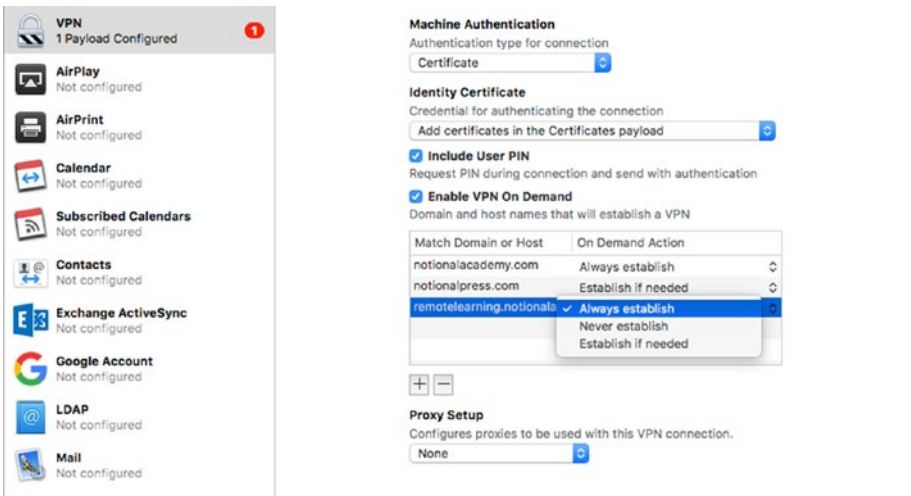 VPN
1 Payload Configured
1
AirPlay
Not configured
AirPrint
Not configured
Calendar
Not configured
Subscribed Calendars
Not configured
Contacts
Not configured
Exchange ActiveSync
Not configured
Google Account
Not configured
LDAP
Not configured
Mail
Not configured
Machine Authentication
Authentication type for connection
Certificate
Identity Certificate
Credential for authenticating the connection
Add certificates in the Certificates payload
Include User PIN
Request PIN during connection and send with authentication
Enable VPN On Demand
Domain and host names that will establish a VPN
Match Domain or Host On Demand Action
notionalacademy.com Always establish
notionalpress.com Establish if needed
remotelearning.notionala ✓ Always establish
Never establish
Establish if needed
Proxy Setup
Configures proxies to be used with this VPN connection.
None